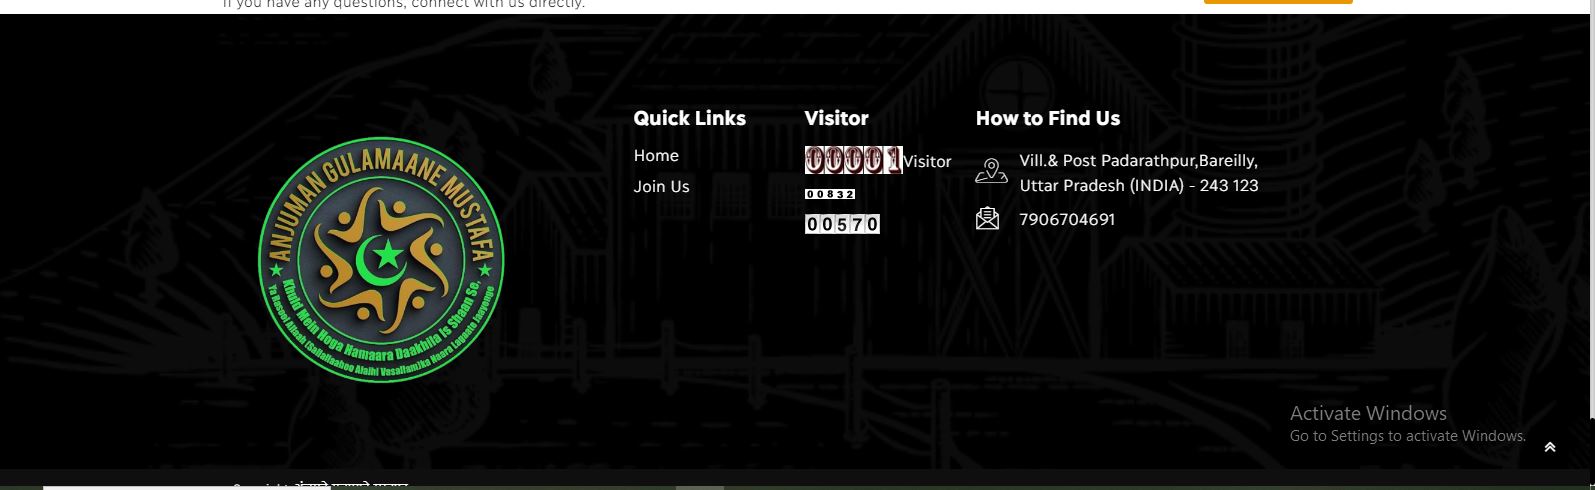 If you have any questions, connect with us directly.
ANJUMAN GULAMAANE MUSTAFA
Khuld Mein Hoga Hamaara Daakhila Is Shaan Se,
Ya Rasool Allaah (Sallallaahoo Alaihi Vasallam)ka Naara Lagaate Jaayenge
Quick Links
Home
Join Us
Visitor
00001Visitor
00832
00570
How to Find Us
Vill.& Post Padarathpur,Bareilly,
Uttar Pradesh (INDIA) - 243 123
7906704691
Activate Windows
Go to Settings to activate Windows.